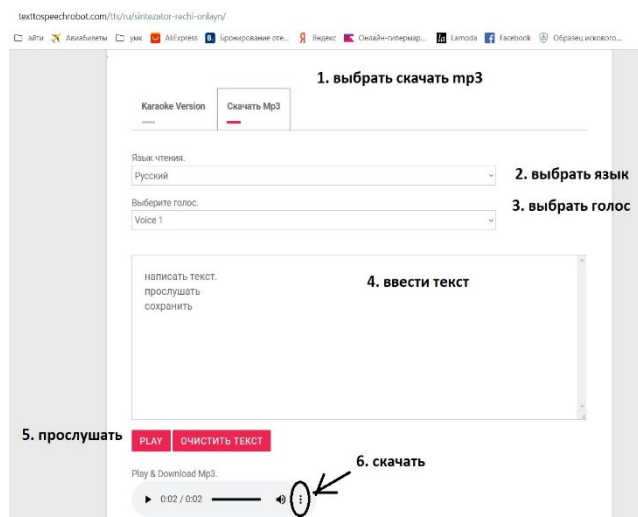 texttospeechrobot.com/tts/ru/sintezator-rechi-onlayn/
айти Авиабилеты умк AliExpress Бронирование оте... Яндекс Онлайн-гипермар... Lamoda Facebook Образец искового...
1. выбрать скачать mp3
Karaoke Version Скачать Mp3
Язык чтения.
Русский
2. выбрать язык
Выберите голос.
3. выбрать голос
Voice 1
написать текст.
4. ввести текст
прослушать
сохранить
5. прослушать
PLAY ОЧИСТИТЬ ТЕКСТ
6. скачать
Play & Download Mp3.
0:02 / 0:02